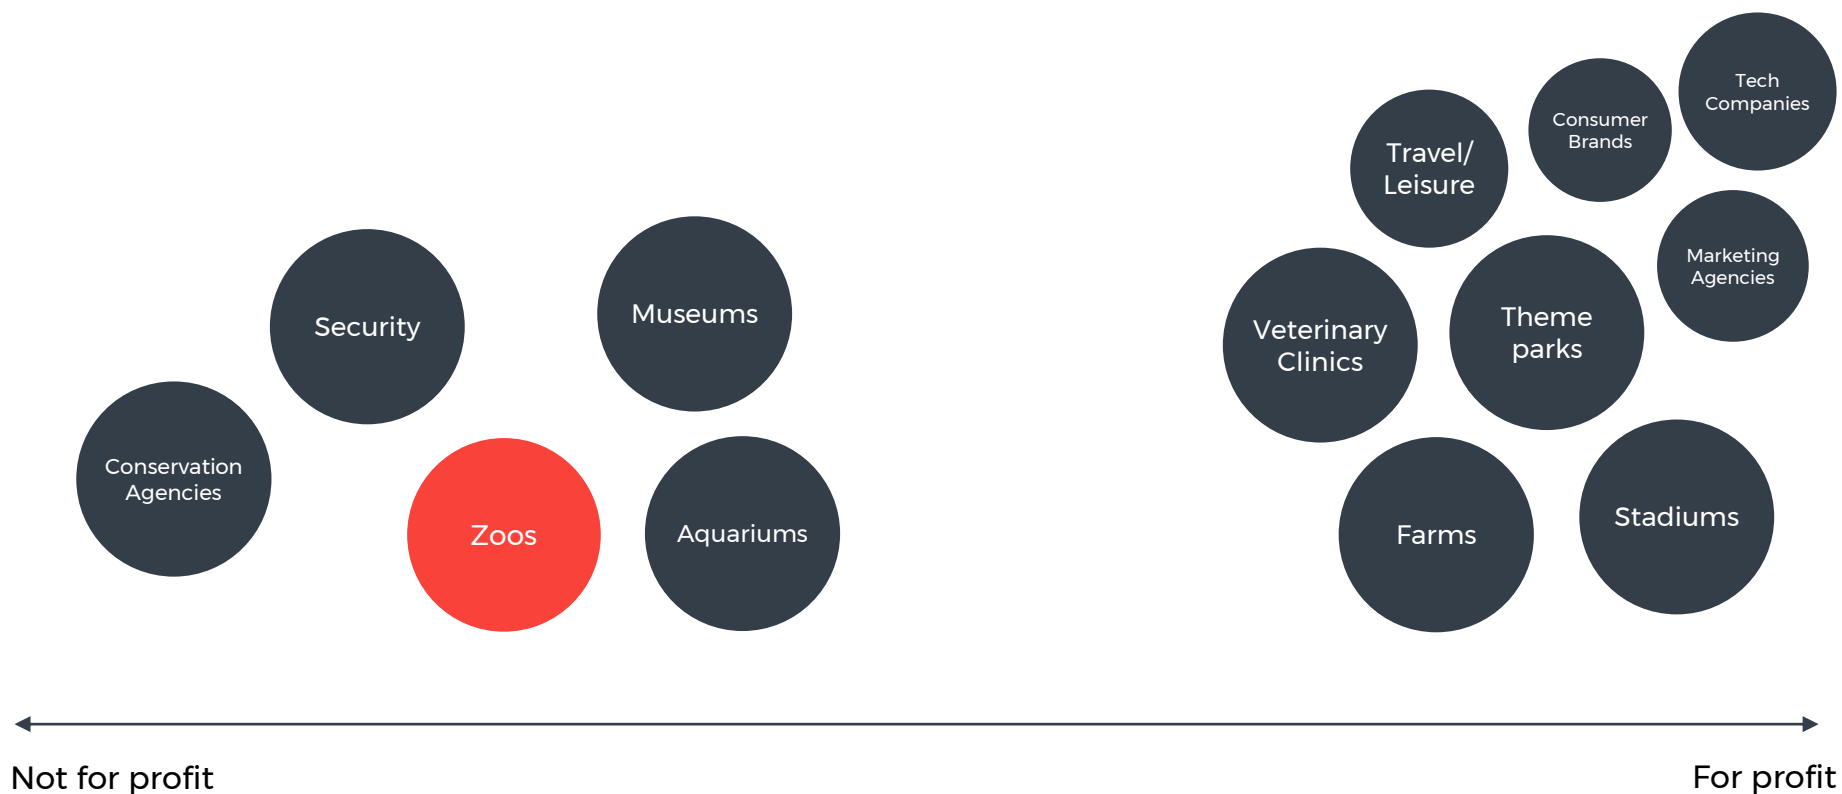 Tech
Companies
Consumer
Brands
Travel/
Leisure
Marketing
Agencies
Security
Museums
Veterinary
Clinics
Theme
parks
Conservation
Agencies
Zoos
Aquariums
Farms
Stadiums
Not for profit
For profit